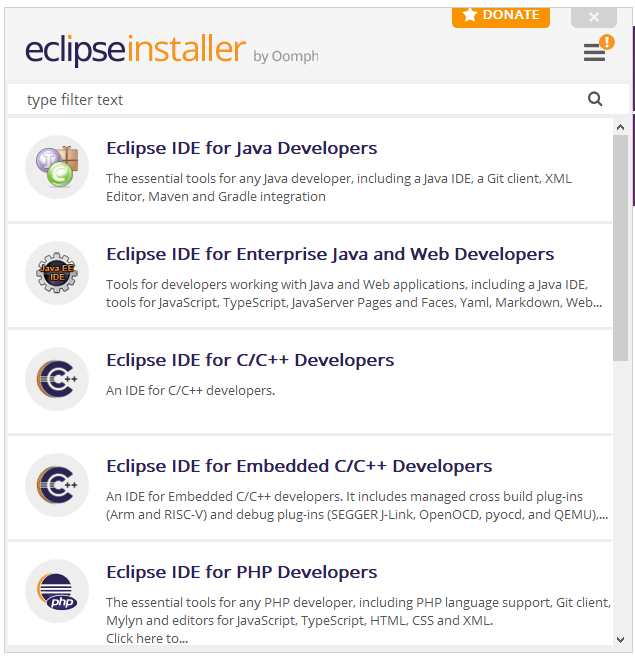 ★ DONATE ×
eclipse installer by Oomph
!
type filter text
Eclipse IDE for Java Developers
The essential tools for any Java developer, including a Java IDE, a Git client, XML
Editor, Maven and Gradle integration
Java EE
IDE
Eclipse IDE for Enterprise Java and Web Developers
Tools for developers working with Java and Web applications, including a Java IDE,
tools for JavaScript, TypeScript, JavaServer Pages and Faces, Yaml, Markdown, Web...
C++
Eclipse IDE for C/C++ Developers
An IDE for C/C++ developers.
C++
Eclipse IDE for Embedded C/C++ Developers
An IDE for Embedded C/C++ developers. It includes managed cross build plug-ins
(Arm and RISC-V) and debug plug-ins (SEGGER J-Link, OpenOCD, pyocd, and QEMU),...
php
Eclipse IDE for PHP Developers
The essential tools for any PHP developer, including PHP language support, Git client,
Mylyn and editors for JavaScript, TypeScript, HTML, CSS and XML.
Click here to...